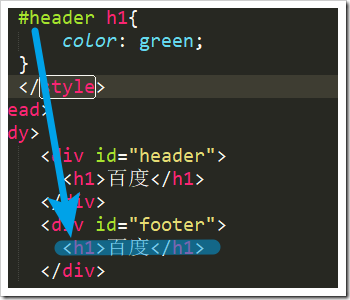 #header h1{
color: green;
}
</style>
ead>
dy>
<div id="header">
<h1>百度</h1>
</div>
<div id="footer">
<h1>百度</h1>
</div>